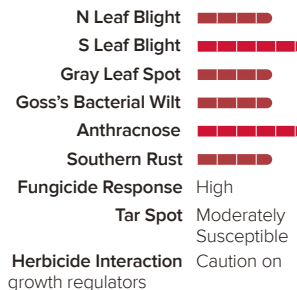 N Leaf Blight
S Leaf Blight
Gray Leaf Spot
Goss's Bacterial Wilt
Anthracnose
Southern Rust
Fungicide Response High
Tar Spot Moderately
Susceptible
Herbicide Interaction Caution on
growth regulators